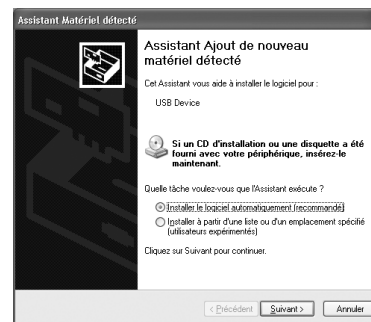 Assistant Matériel détecté
Assistant Ajout de nouveau
matériel détecté
Cet Assistant vous aide à installer le logiciel pour :
USB Device
Si un CD d'installation ou une disquette a été
fourni avec votre périphérique, insérez-le
maintenant.
Quelle tâche voulez-vous que l'Assistant exécute ?
Installer le logiciel automatiquement (recommandé)
Installer à partir d'une liste ou d'un emplacement spécifié
(utilisateurs expérimentés)
Cliquez sur Suivant pour continuer.
< Précédent
Suivant >
Annuler